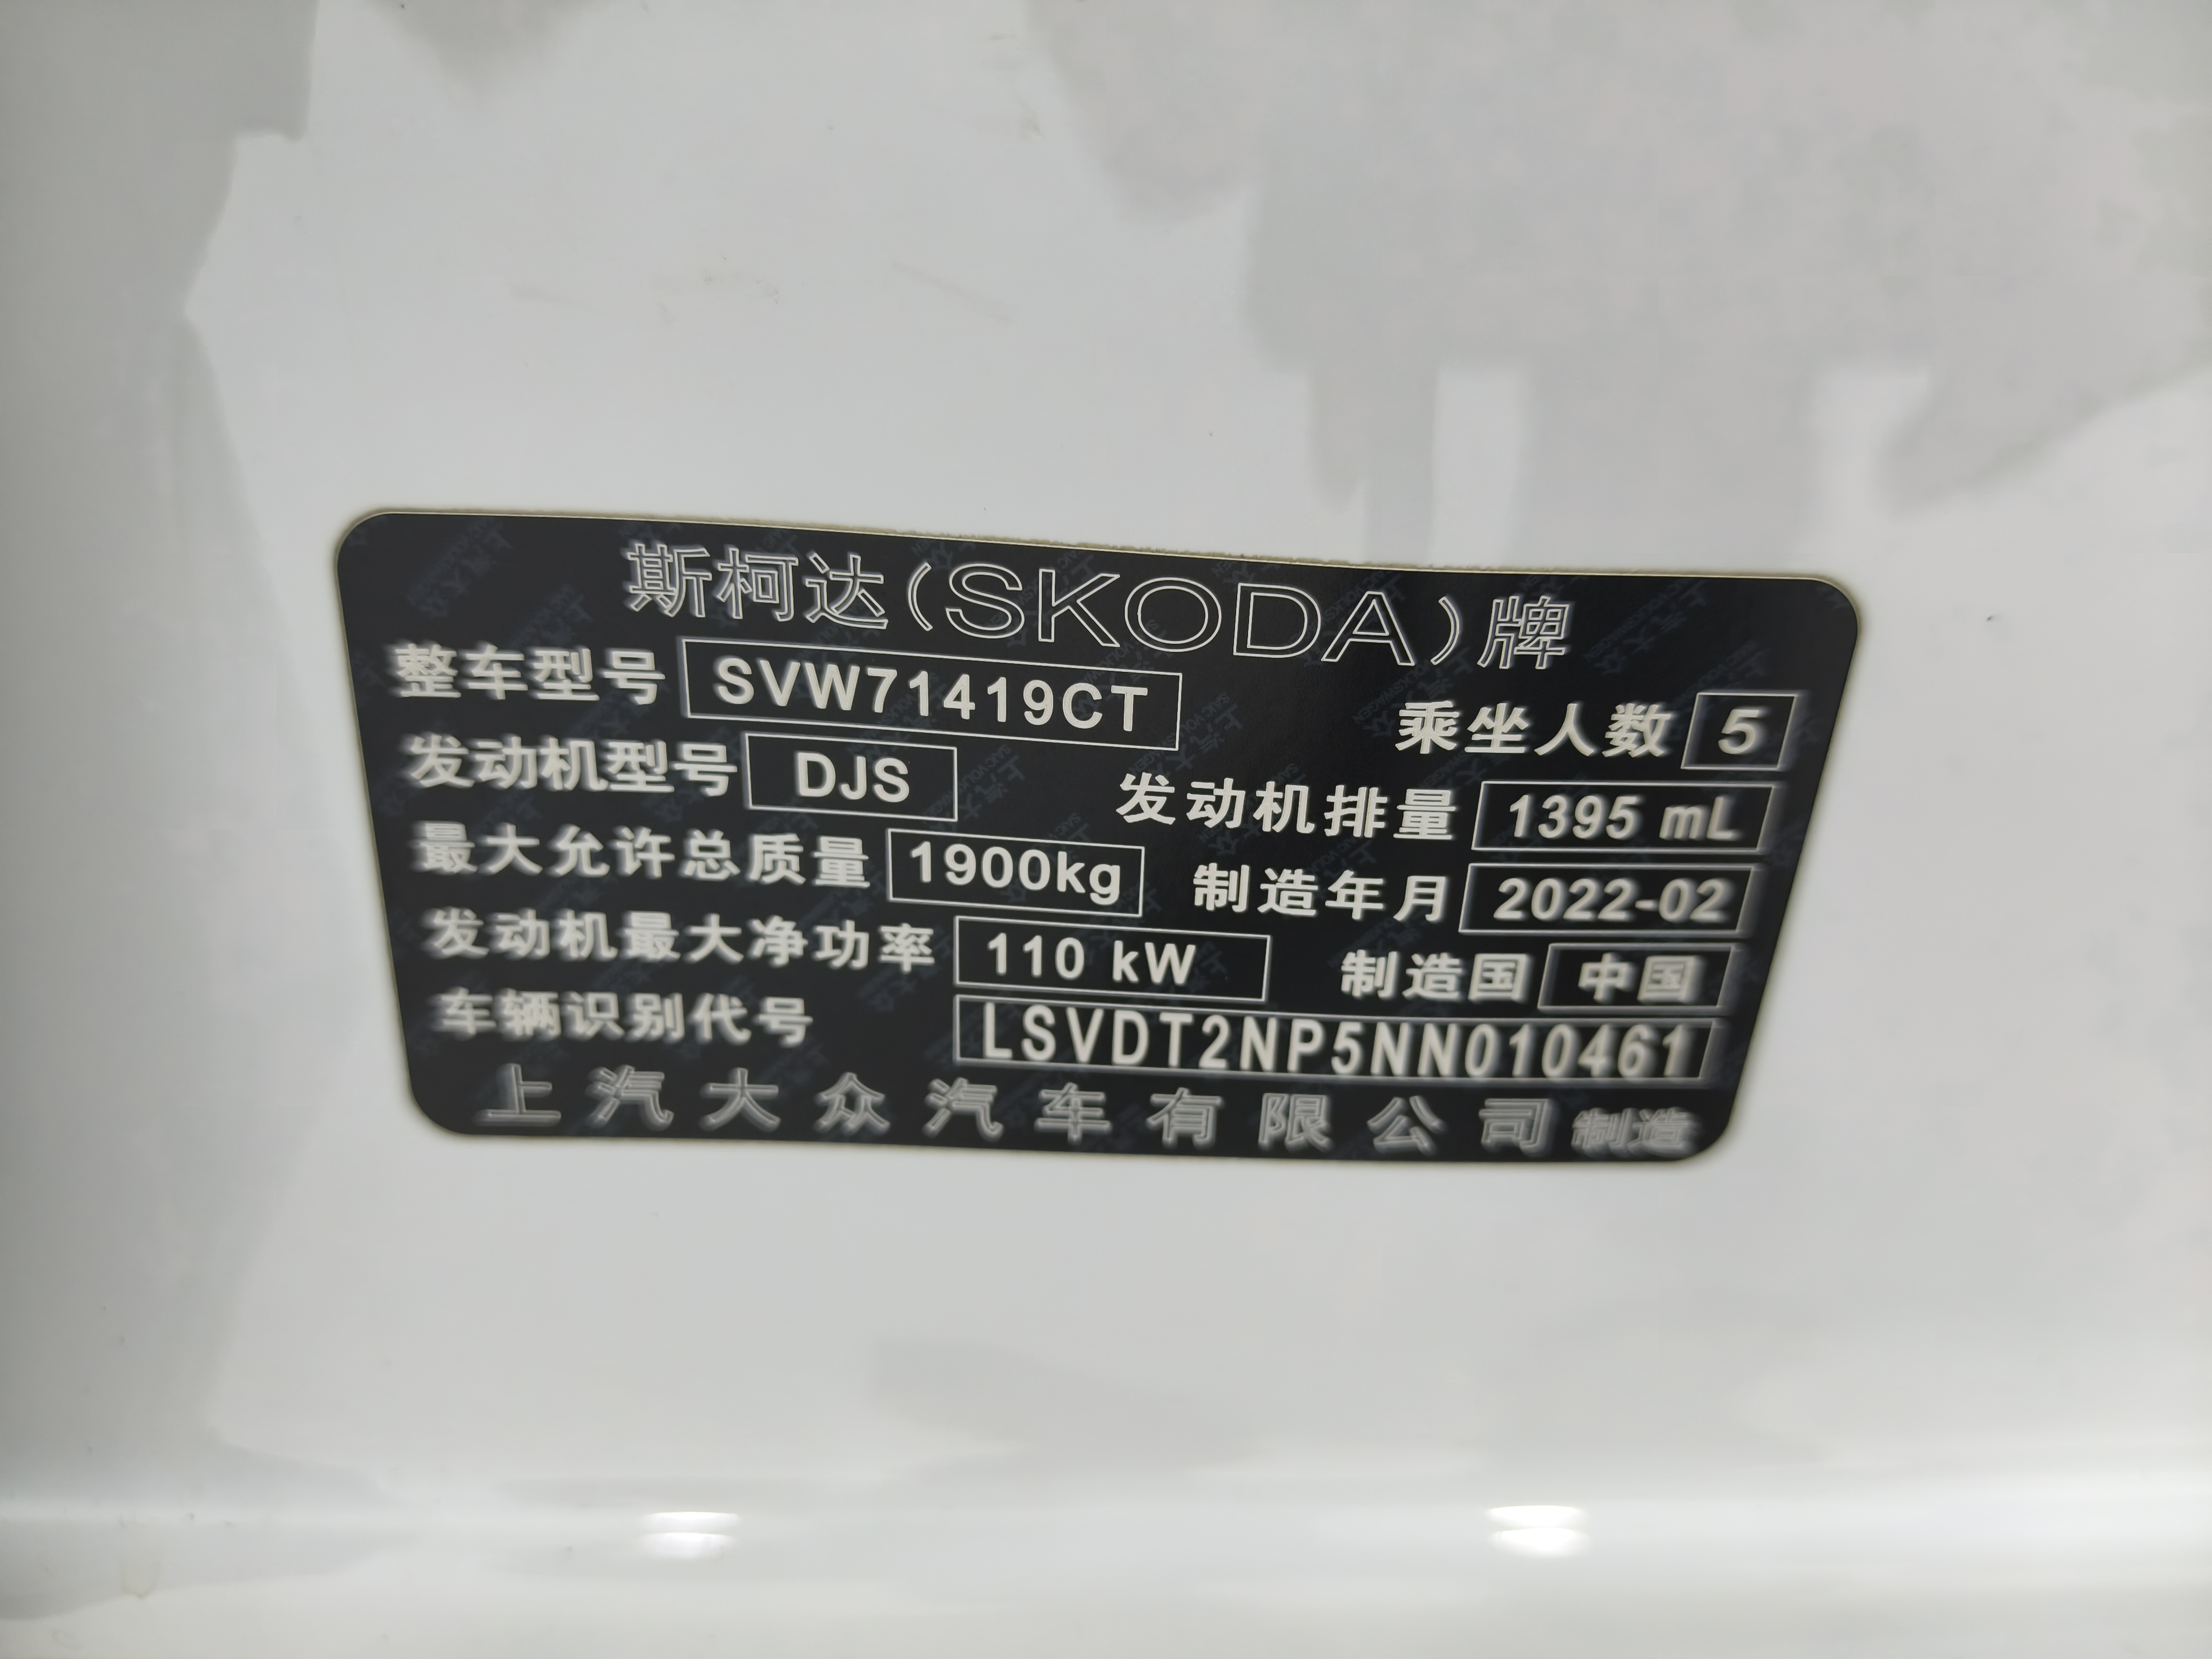 斯柯达(SKODA)牌
整车型号 SVW71419CT 乘坐人数 5
发动机型号 DJS 发动机排量 1395 mL
最大允许总质量 1900kg 制造年月 2022-02
发动机最大净功率 110 kW 制造国 中国
车辆识别代号 LSVDT2NP5NN010461
上汽大众汽车有限公司 制造